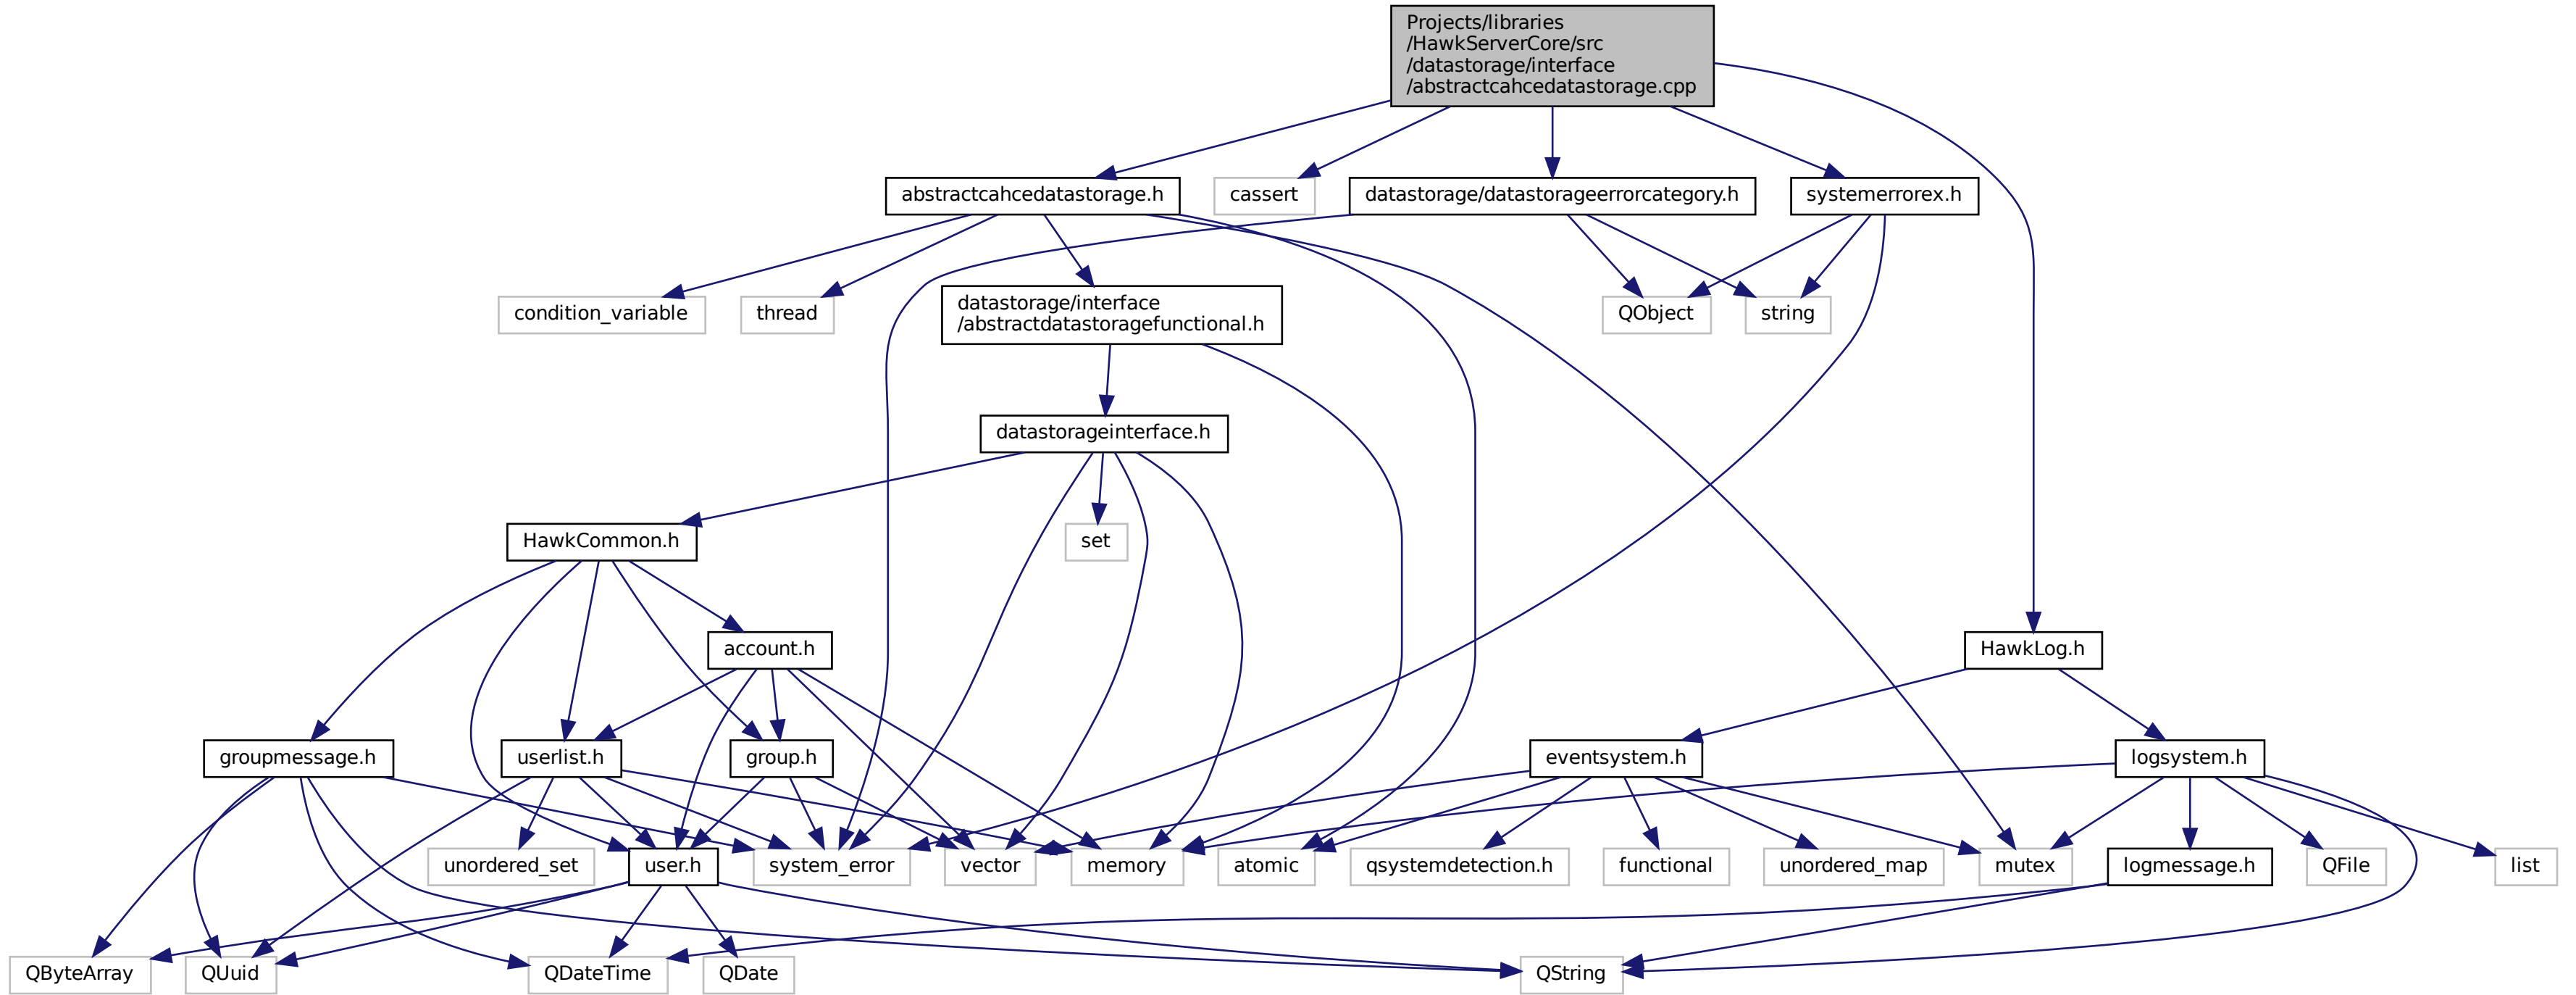 Projects/libraries
/HawkServerCore/src
/datastorage/interface
/abstractcahcedatastorage.cpp
abstractcahcedatastorage.h
cassert
datastorage/datastorageerrorcategory.h
systemerrorex.h
condition_variable
thread
datastorage/interface
/abstractdatastoragefunctional.h
QObject
string
datastorageinterface.h
HawkCommon.h
set
account.h
HawkLog.h
groupmessage.h
userlist.h
group.h
eventsystem.h
logsystem.h
unordered_set
user.h
system_error
vector
memory
atomic
qsystemdetection.h
functional
unordered_map
mutex
logmessage.h
QFile
list
QByteArray
QUuid
QDateTime
QDate
QString